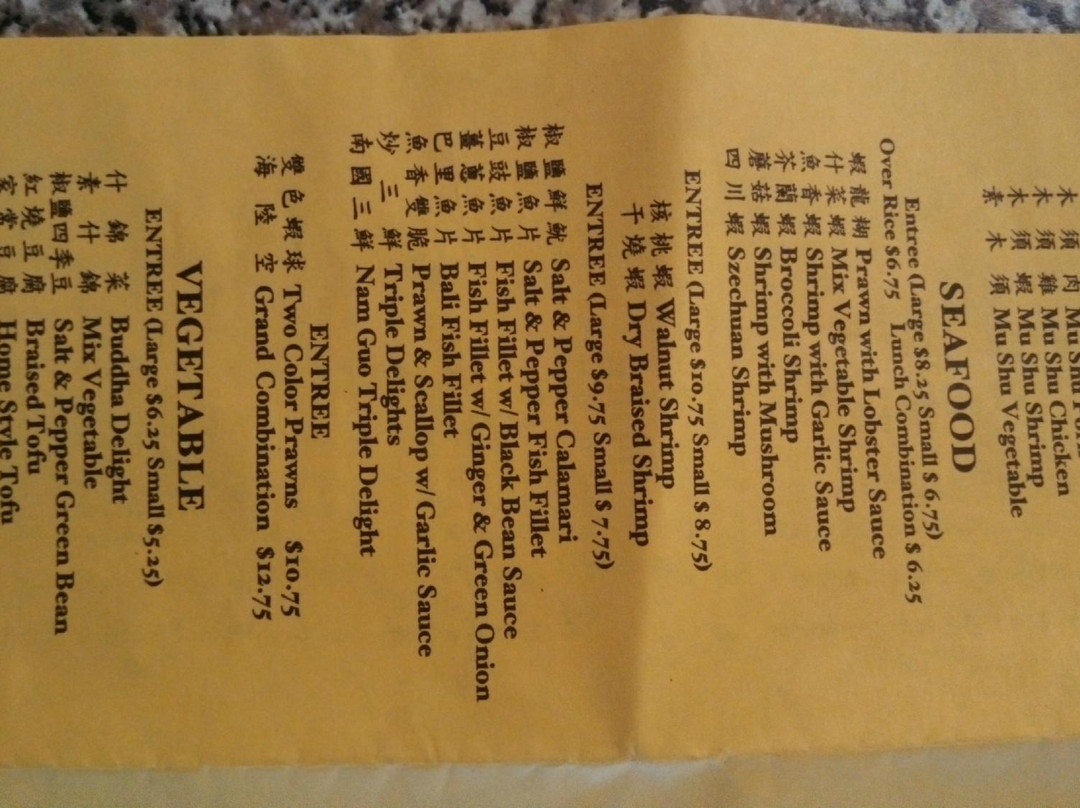 木 須 肉 Mu Shu
木 須 雞 Mu Shu Chicken
木 須 蝦 Mu Shu Shrimp
素 木 須 Mu Shu Vegetable
SEAFOOD
Entree (Large $8.25 Small $ 6.75)
Over Rice $6.75 Lunch Combination $ 6.25
蝦 龍 糊 Prawn with Lobster Sauce
什 菜 蝦 Mix Vegetable Shrimp
魚 香 蝦 Shrimp with Garlic Sauce
芥 蘭 蝦 Broccoli Shrimp
蘑 菇 蝦 Shrimp with Mushroom
四 川 蝦 Szechuan Shrimp
ENTREE (Large $10.75 Small $ 8.75)
核 桃 蝦 Walnut Shrimp
干 燒 蝦 Dry Braised Shrimp
ENTREE (Large $9.75 Small $ 7.75)
椒 鹽 鮮 魷 Salt & Pepper Calamari
椒 鹽 魚 片 Salt & Pepper Fish Fillet
豆 豉 魚 片 Fish Fillet w/ Black Bean Sauce
薑 蔥 魚 片 Fish Fillet w/ Ginger & Green Onion
巴 里 魚 片 Bali Fish Fillet
魚 香 雙 脆 Prawn & Scallop w/ Garlic Sauce
炒 三 鮮 Triple Delights
南 國 三 鮮 Nam Guo Triple Delight
ENTREE
雙 色 蝦 球 Two Color Prawns $10.75
海 陸 空 Grand Combination $12.75
VEGETABLE
ENTREE (Large $6.25 Small $5.25)
什 錦 菜 Buddha Delight
素 什 錦 Mix Vegetable
椒鹽四季豆 Salt & Pepper Green Bean
紅 燒 豆 腐 Braised Tofu
家 常 豆 腐 Home Style Tofu